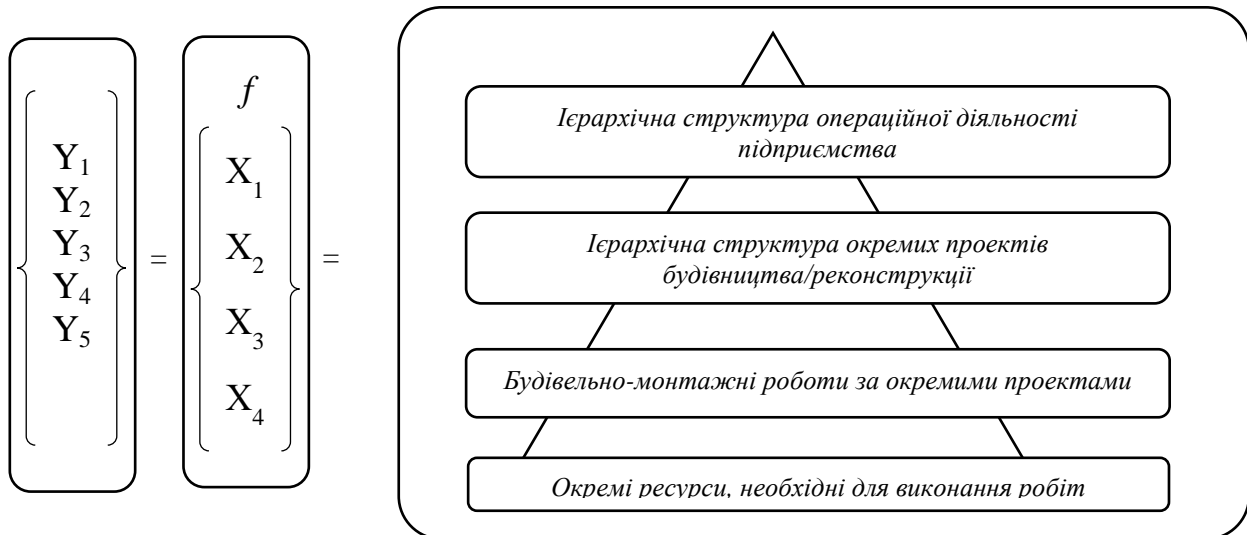 Y1
Y2
Y3
Y4
Y5
=
f
X1
X2
X3
X4
=
Ієрархічна структура операційної діяльності
підприємства
Ієрархічна структура окремих проектів
будівництва/реконструкції
Будівельно-монтажні роботи за окремими проектами
Окремі ресурси, необхідні для виконання робіт